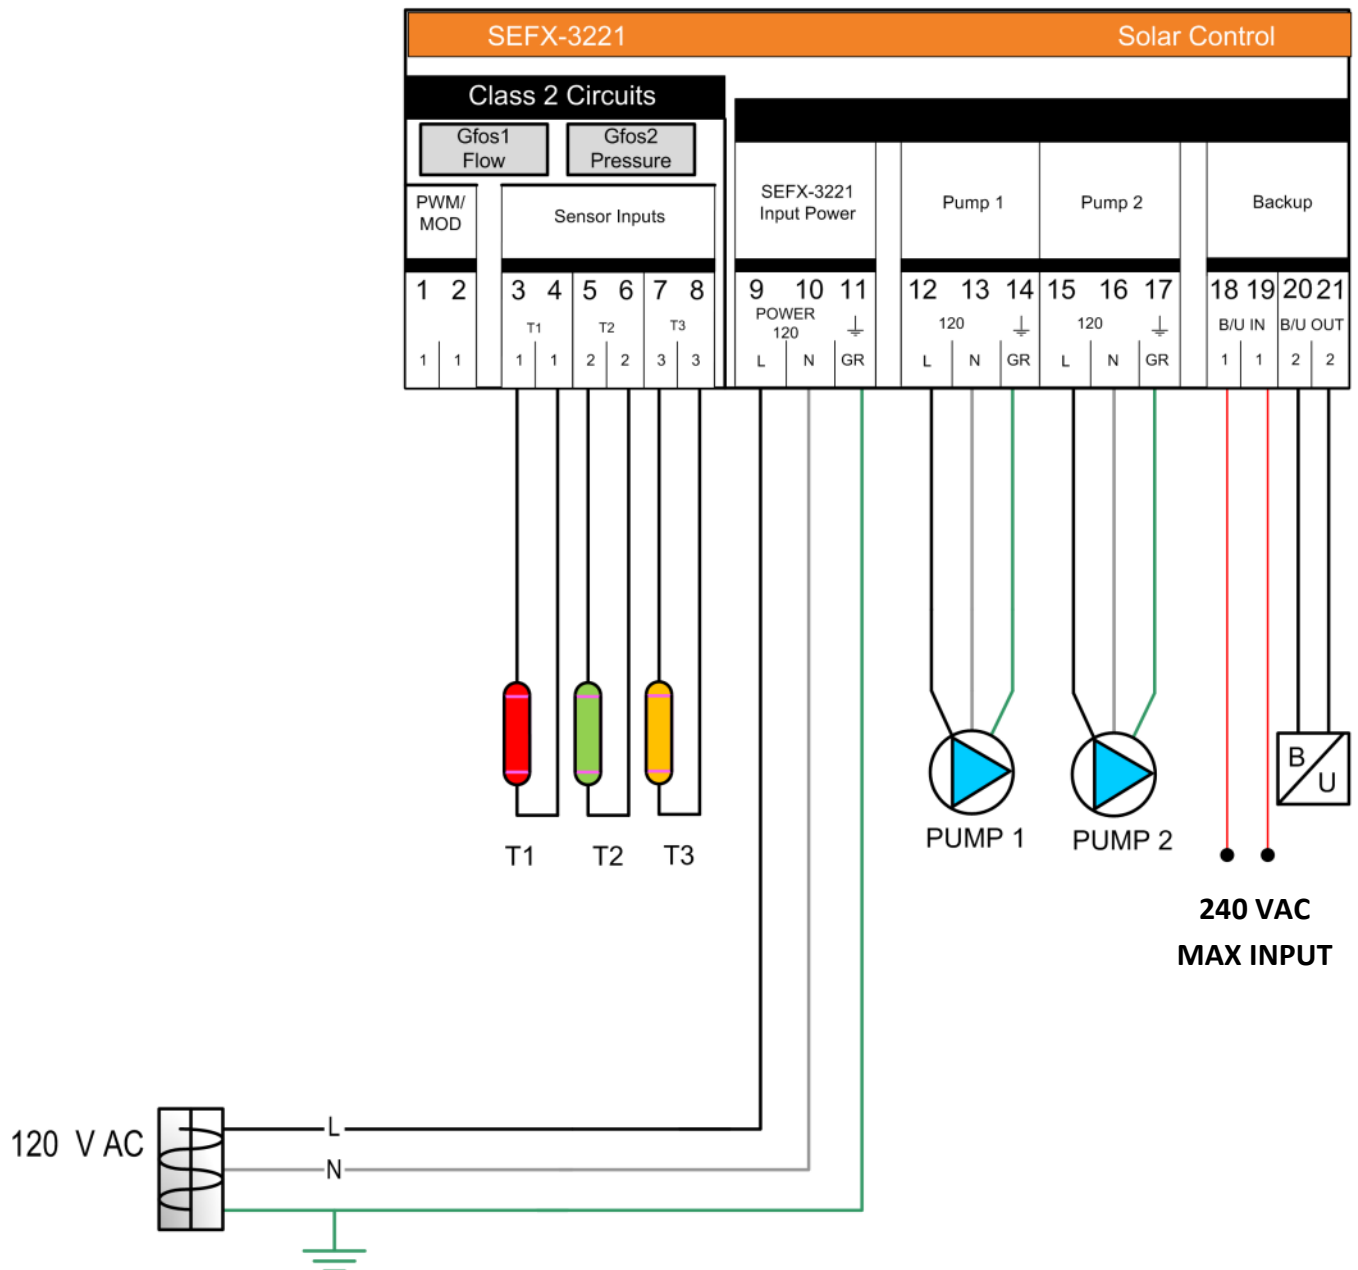 SEFX-3221 Solar Control
Class 2 Circuits
Gfos1
Flow
Gfos2
Pressure
PWM/
MOD
Sensor Inputs
SEFX-3221
Input Power
Pump 1
Pump 2
Backup
1 2 3 4 5 6 7 8 9 10 11 12 13 14 15 16 17 18 19 20 21
T1 T2 T3
POWER
120
120
120
B/U IN B/U OUT
1 1 1 1 2 2 3 3 L N GR L N GR L N GR 1 1 2 2
B
U
PUMP 1
PUMP 2
T1
T2
T3
240 VAC
MAX INPUT
120 V AC
L
N